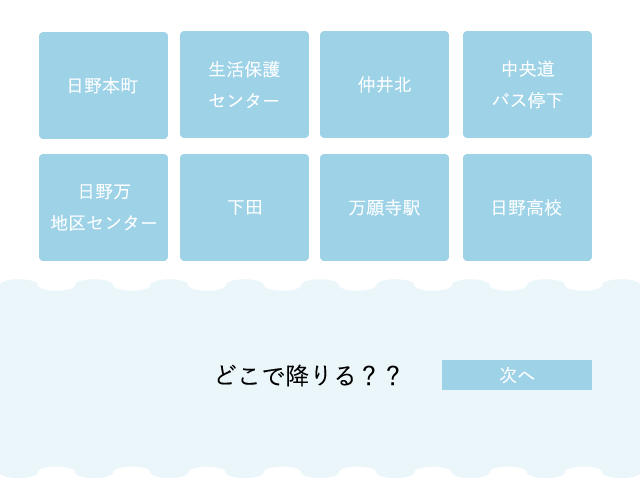 日野本町
生活保護
センター
仲井北
中央道
バス停下
日野万
地区センター
下田
万願寺駅
日野高校
どこで降りる？？
次へ